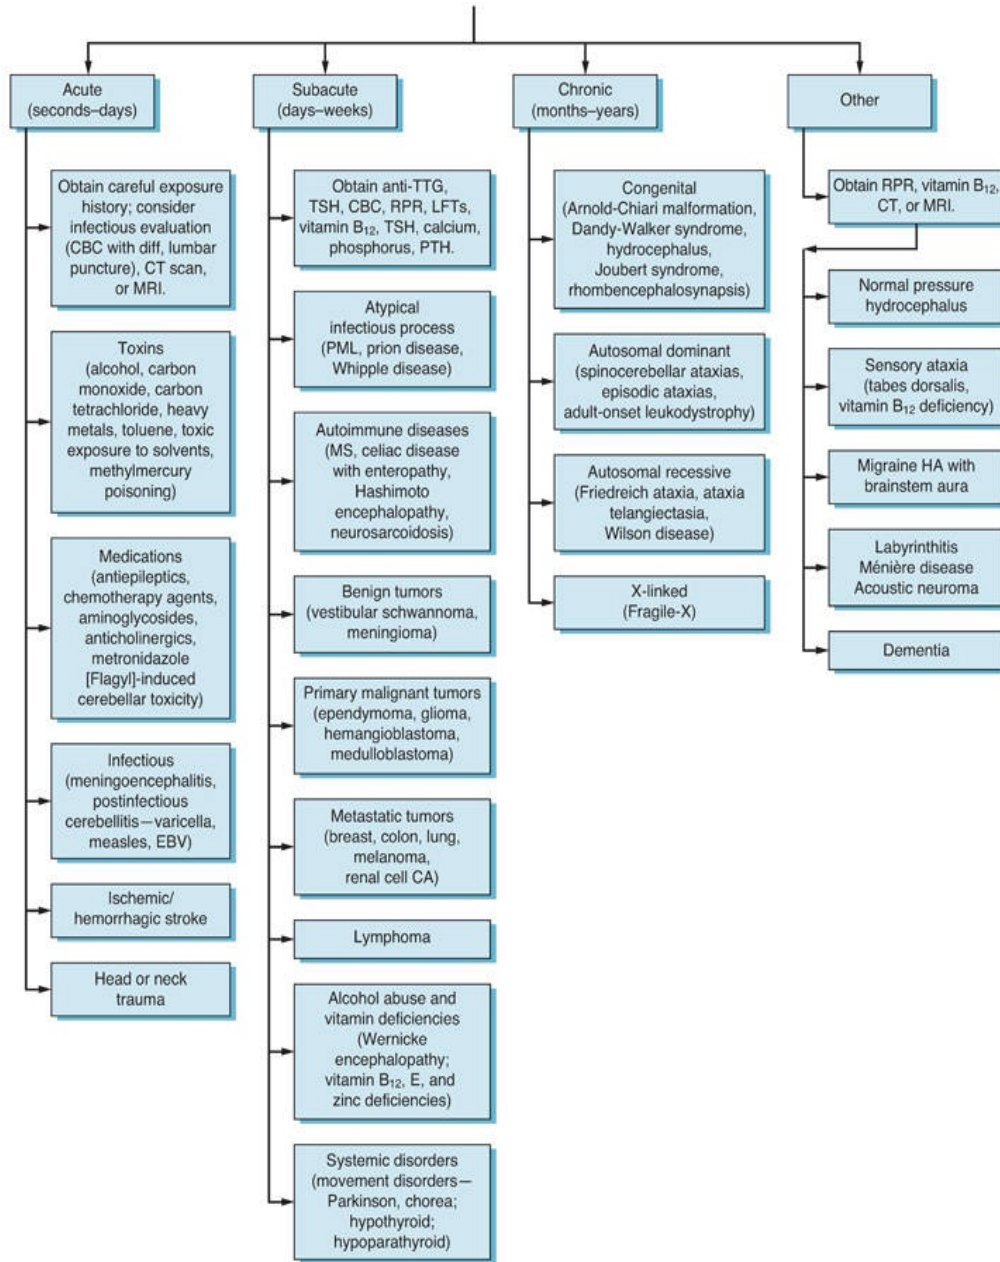 Acute
(seconds–days)
Obtain careful exposure
history; consider
infectious evaluation
(CBC with diff, lumbar
puncture), CT scan,
or MRI.
Toxins
(alcohol, carbon
monoxide, carbon
tetrachloride, heavy
metals, toluene, toxic
exposure to solvents,
methylmercury
poisoning)
Medications
(antiepileptics,
chemotherapy agents,
aminoglycosides,
anticholinergics,
metronidazole
[Flagyl]-induced
cerebellar toxicity)
Infectious
(meningoencephalitis,
postinfectious
cerebellitis—varicella,
measles, EBV)
Ischemic/
hemorrhagic stroke
Head or neck
trauma
Subacute
(days–weeks)
Obtain anti-TTG,
TSH, CBC, RPR, LFTs,
vitamin B12, TSH, calcium,
phosphorus, PTH.
Atypical
infectious process
(PML, prion disease,
Whipple disease)
Autoimmune diseases
(MS, celiac disease
with enteropathy,
Hashimoto
encephalopathy,
neurosarcoidosis)
Benign tumors
(vestibular schwannoma,
meningioma)
Primary malignant tumors
(ependymoma, glioma,
hemangioblastoma,
medulloblastoma)
Metastatic tumors
(breast, colon, lung,
melanoma,
renal cell CA)
Lymphoma
Alcohol abuse and
vitamin deficiencies
(Wernicke
encephalopathy;
vitamin B12, E, and
zinc deficiencies)
Systemic disorders
(movement disorders—
Parkinson, chorea;
hypothyroid;
hypoparathyroid)
Chronic
(months–years)
Congenital
(Arnold-Chiari malformation,
Dandy-Walker syndrome,
hydrocephalus,
Joubert syndrome,
rhombencephalosynapsis)
Autosomal dominant
(spinocerebellar ataxias,
episodic ataxias,
adult-onset leukodystrophy)
Autosomal recessive
(Friedreich ataxia, ataxia
telangiectasia,
Wilson disease)
X-linked
(Fragile-X)
Other
Obtain RPR, vitamin B12,
CT, or MRI.
Normal pressure
hydrocephalus
Sensory ataxia
(tabes dorsalis,
vitamin B12 deficiency)
Migraine HA with
brainstem aura
Labyrinthitis
Ménière disease
Acoustic neuroma
Dementia